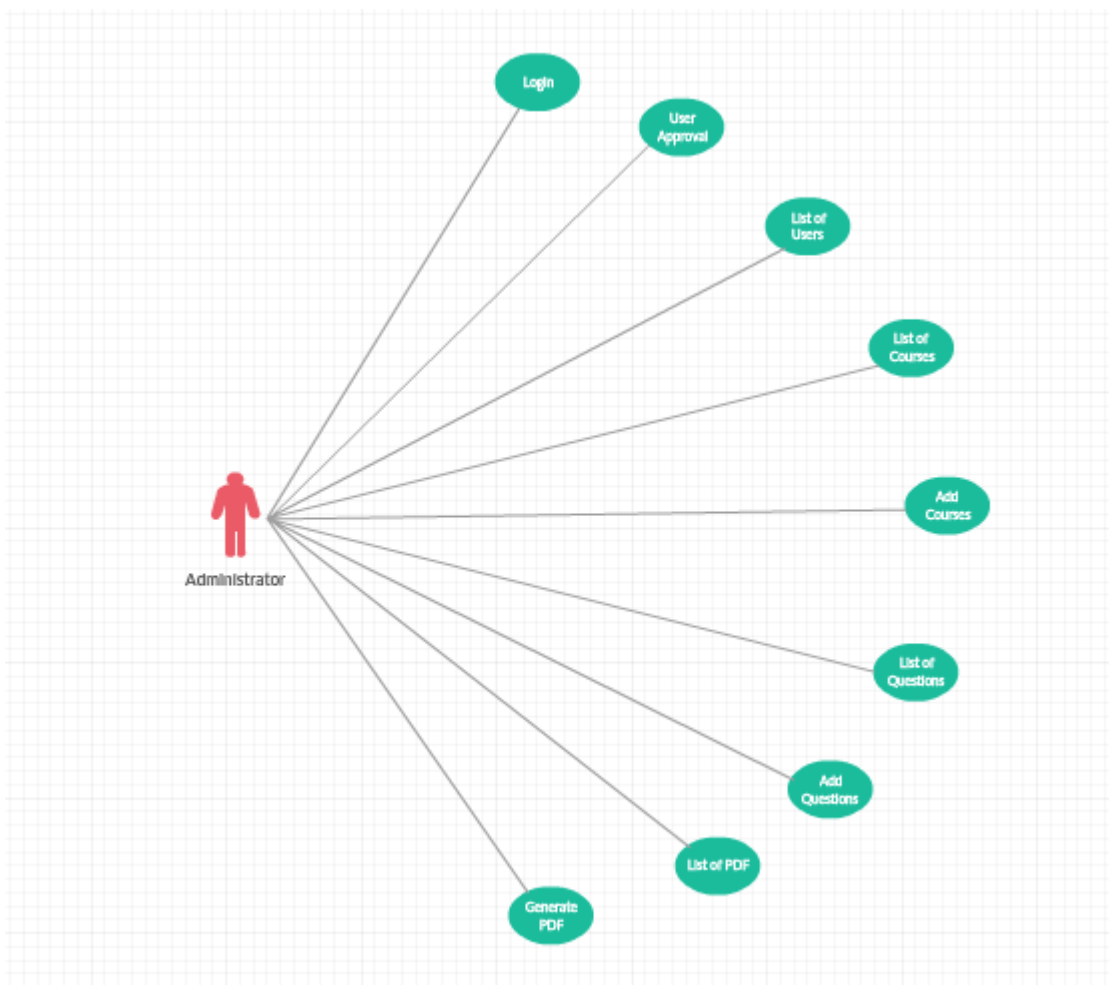 Login
User
Approval
List of
Users
List of
Courses
Add
Courses
Administrator
List of
Questions
Add
Questions
List of PDF
Generate
PDF